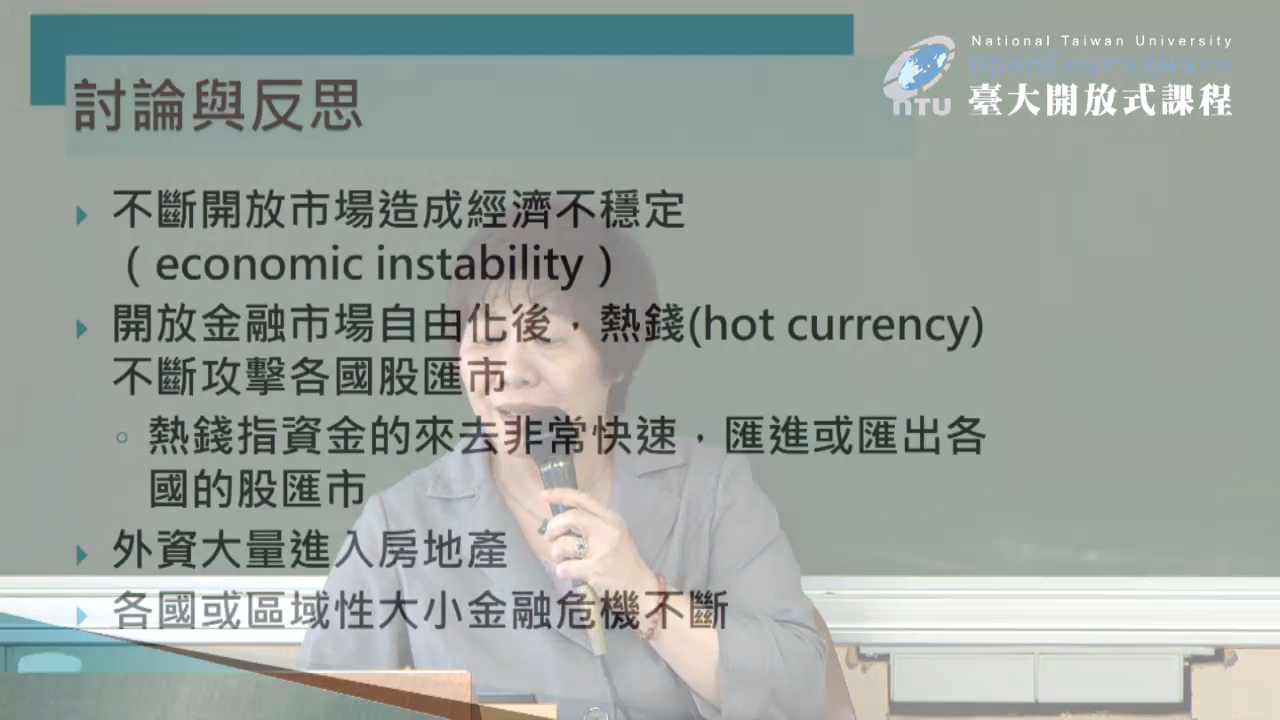 National Taiwan University
OpenCourseWare
NTU
臺大開放式課程
討論與反思
不斷開放市場造成經濟不穩定
（economic instability）
開放金融市場自由化後，熱錢(hot currency)
不斷攻擊各國股匯市
熱錢指資金的來去非常快速，匯進或匯出各
國的股匯市
外資大量進入房地產
各國或區域性大小金融危機不斷